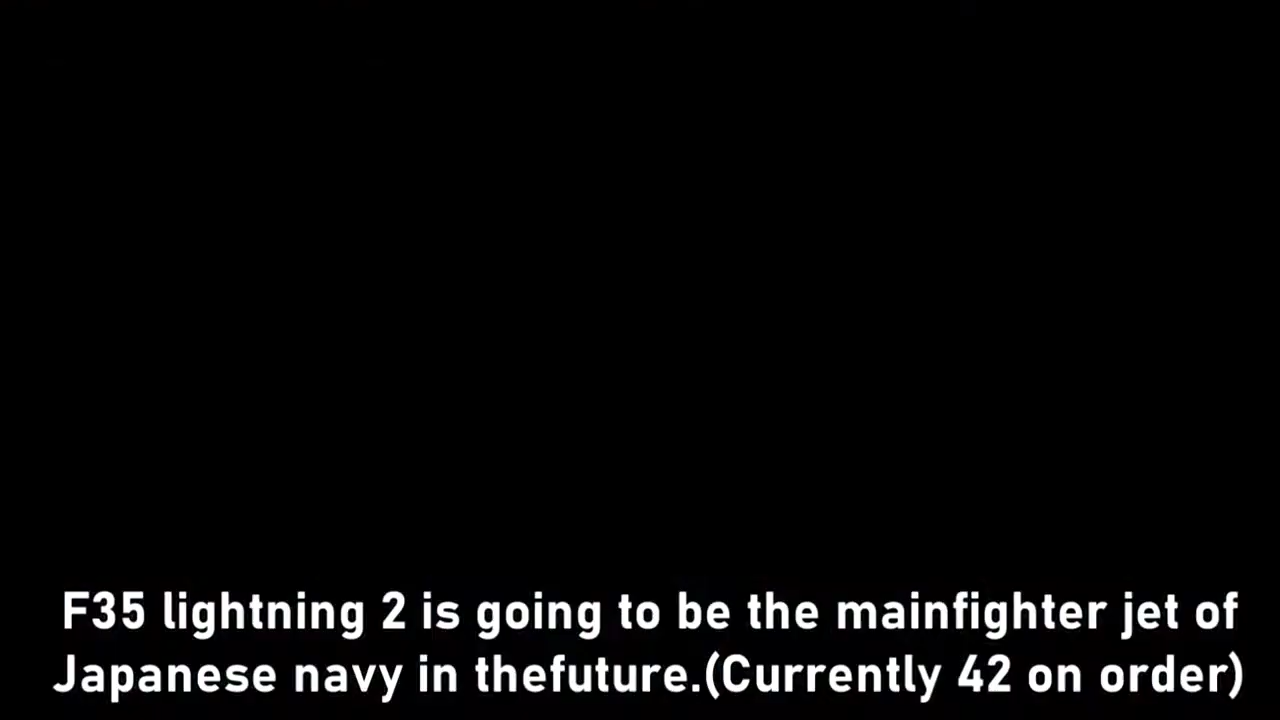 F35 lightning 2 is going to be the mainfighter jet of
Japanese navy in thefuture.(Currently 42 on order)